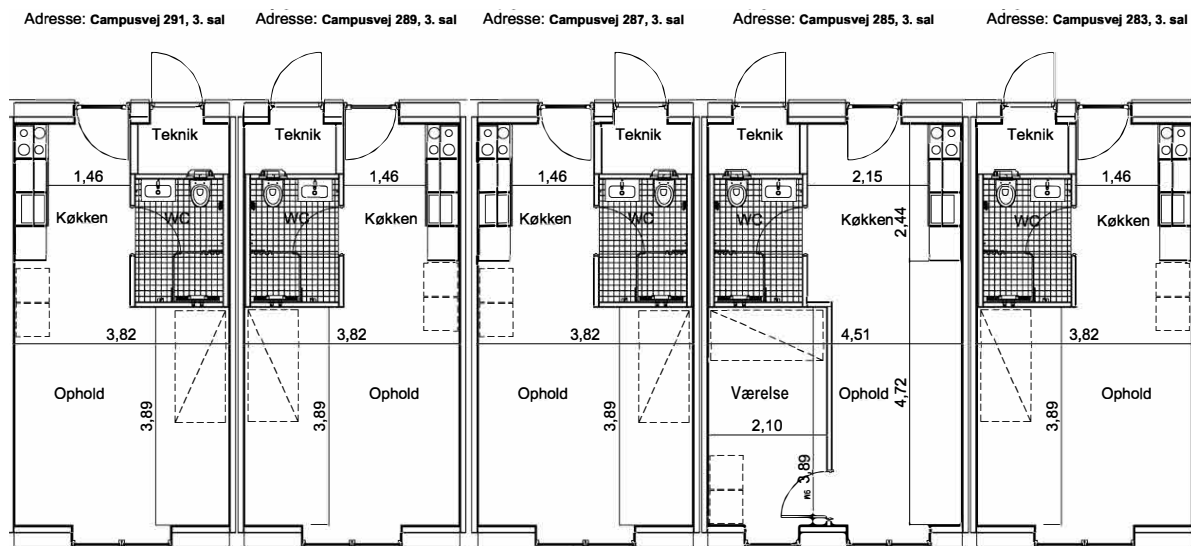 Adresse: Campusvej 291, 3. sal
Adresse: Campusvej 289, 3. sal
Adresse: Campusvej 287, 3. sal
Adresse: Campusvej 285, 3. sal
Adresse: Campusvej 283, 3. sal
Teknik
Teknik
Teknik
Teknik
Teknik
1,46
1,46
1,46
2,15
1,46
Køkken
WC
WC
Køkken
Køkken
WC
WC
Køkken
2,44
WC
Køkken
3,82
3,82
3,82
4,51
3,82
Ophold
3,89
3,89
Ophold
Ophold
3,89
Værelse
Ophold
4,72
3,89
Ophold
2,10
3,89